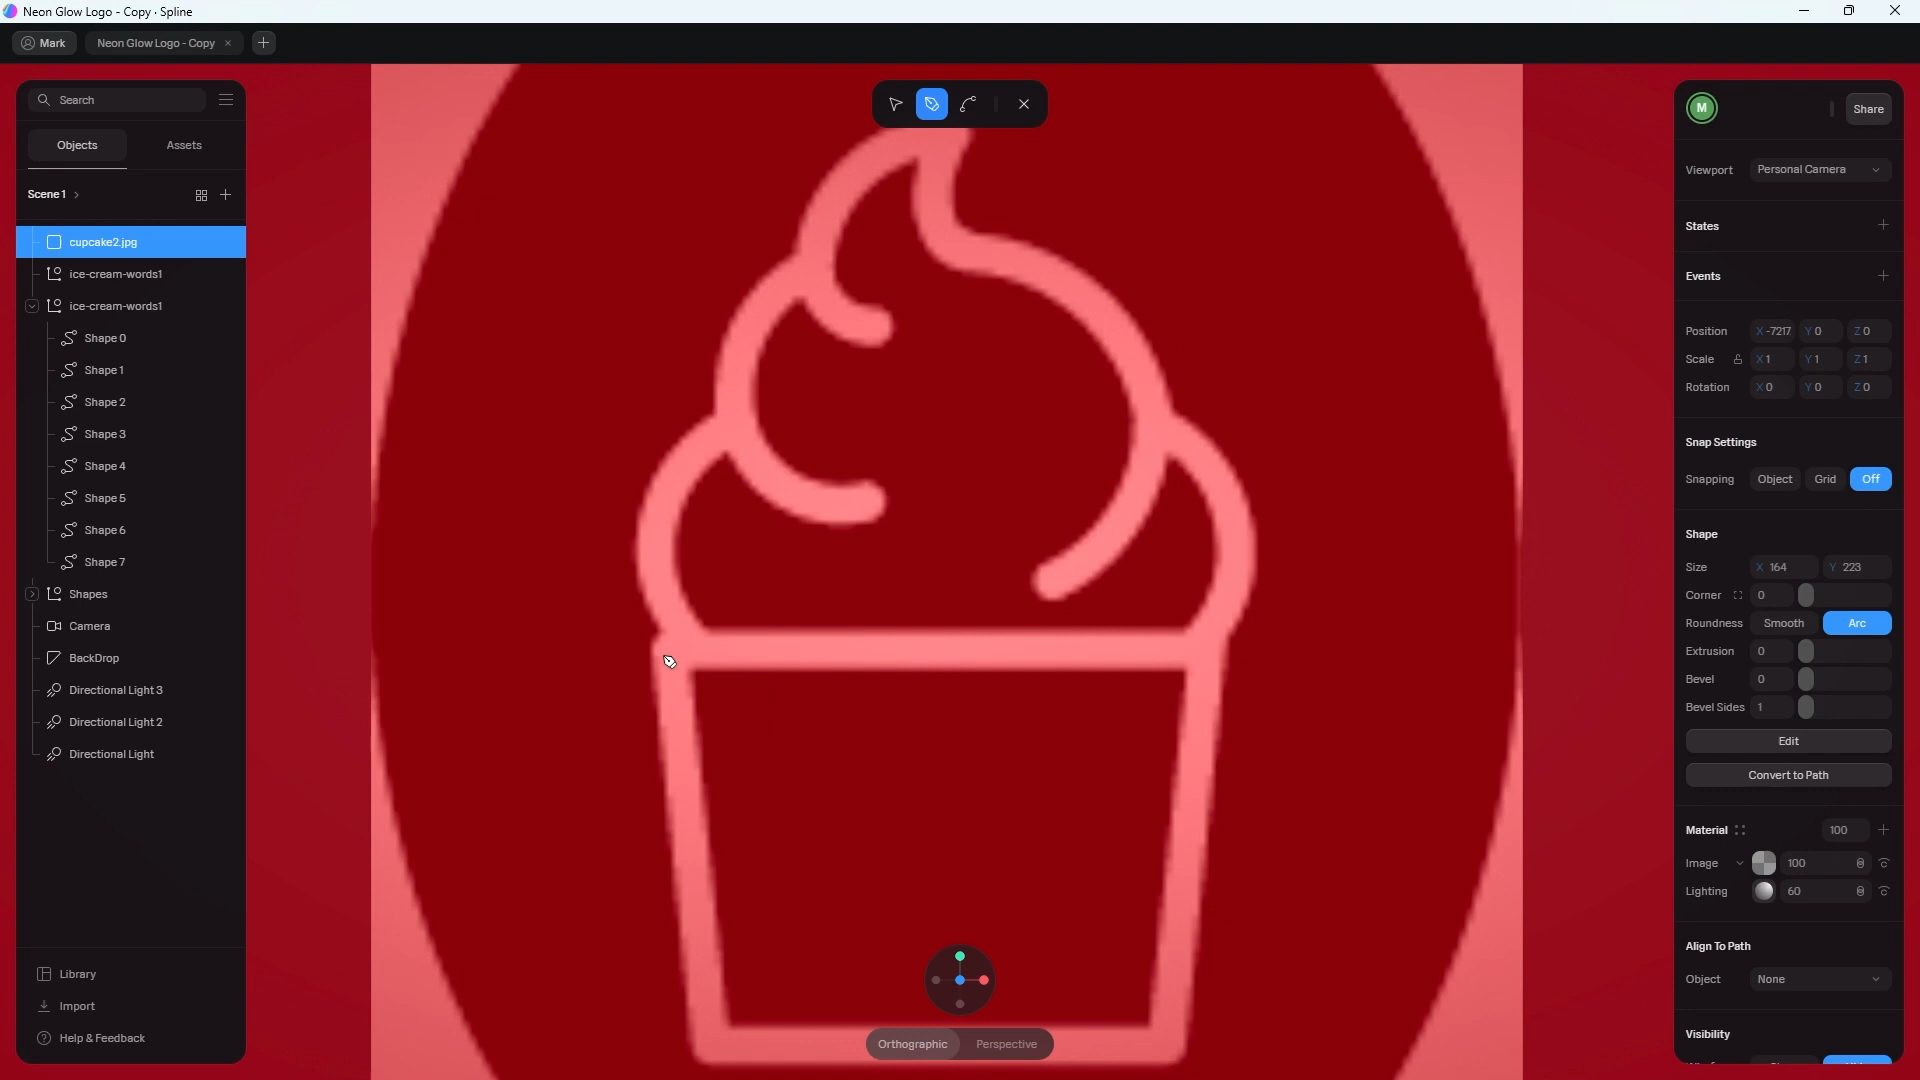 Neon Glow Logo - Copy · Spline
Mark
Neon Glow Logo - Copy
Search
Objects
Assets
Scene 1
cupcake2.jpg
ice-cream-words1
ice-cream-words1
Shape 0
Shape 1
Shape 2
Shape 3
Shape 4
Shape 5
Shape 6
Shape 7
Shapes
Camera
BackDrop
Directional Light 3
Directional Light 2
Directional Light
Library
Import
Help & Feedback
Orthographic
Perspective
M
Share
Viewport
Personal Camera
States
Events
Position X -7217 Y 0 Z 0
Scale X 1 Y 1 Z 1
Rotation X 0 Y 0 Z 0
Snap Settings
Snapping Object Grid Off
Shape
Size X 164 Y 223
Corner 0
Roundness Smooth Arc
Extrusion 0
Bevel 0
Bevel Sides 1
Edit
Convert to Path
Material 100
Image 100
Lighting 60
Align To Path
Object None
Visibility